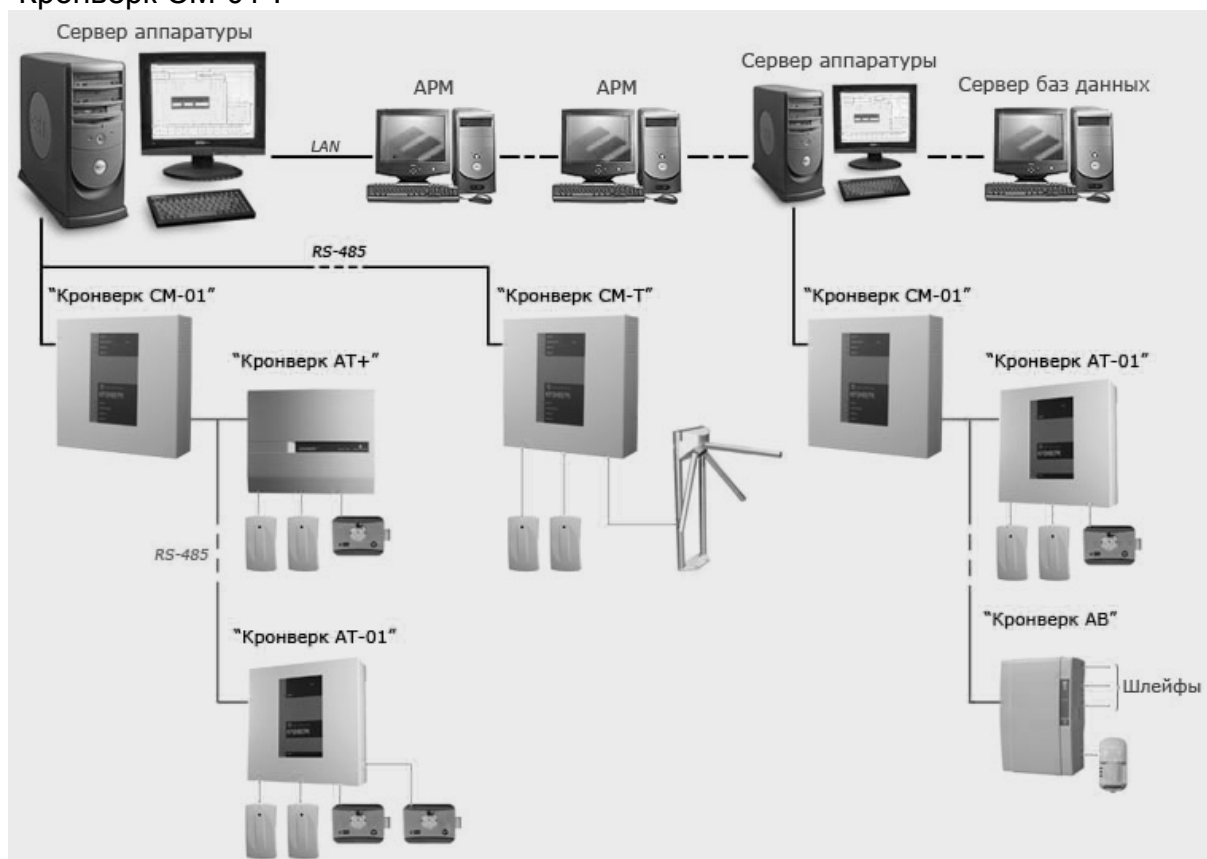 Сервер аппаратуры
АРМ
АРМ
Сервер аппаратуры
Сервер баз данных
LAN
RS-485
"Кронверк СМ-01"
"Кронверк СМ-Т"
"Кронверк СМ-01"
"Кронверк АТ+"
"Кронверк АТ-01"
RS-485
"Кронверк АТ-01"
"Кронверк АВ"
Шлейфы